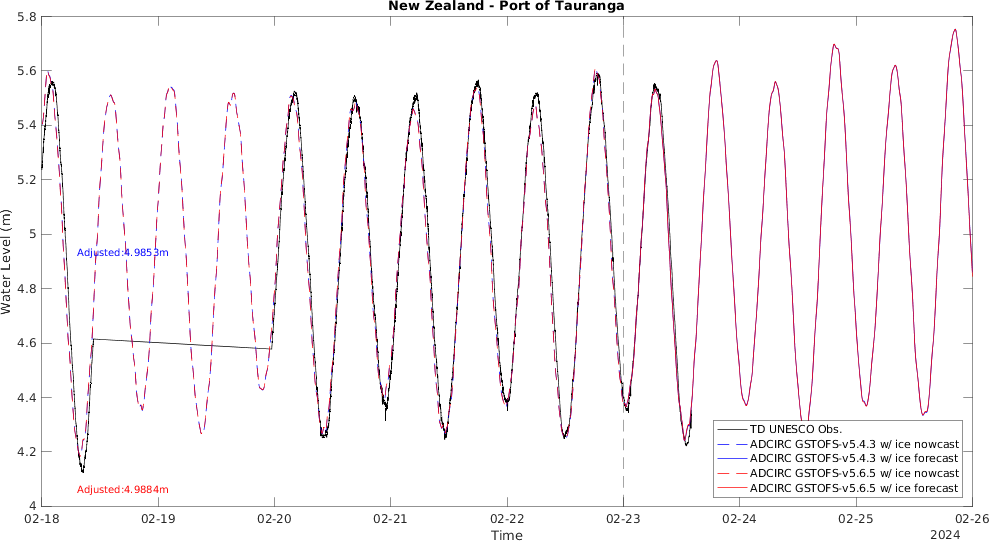 New Zealand - Port of Tauranga
5.8
5.6
5.4
5.2
5
4.8
4.6
4.4
4.2
4
Water Level (m)
Adjusted:4.9853m
Adjusted:4.9884m
TD UNESCO Obs.
ADCIRC GSTOFS-v5.4.3 w/ ice nowcast
ADCIRC GSTOFS-v5.4.3 w/ ice forecast
ADCIRC GSTOFS-v5.6.5 w/ ice nowcast
ADCIRC GSTOFS-v5.6.5 w/ ice forecast
02-18 02-19 02-20 02-21 02-22 02-23 02-24 02-25 02-26
Time
2024